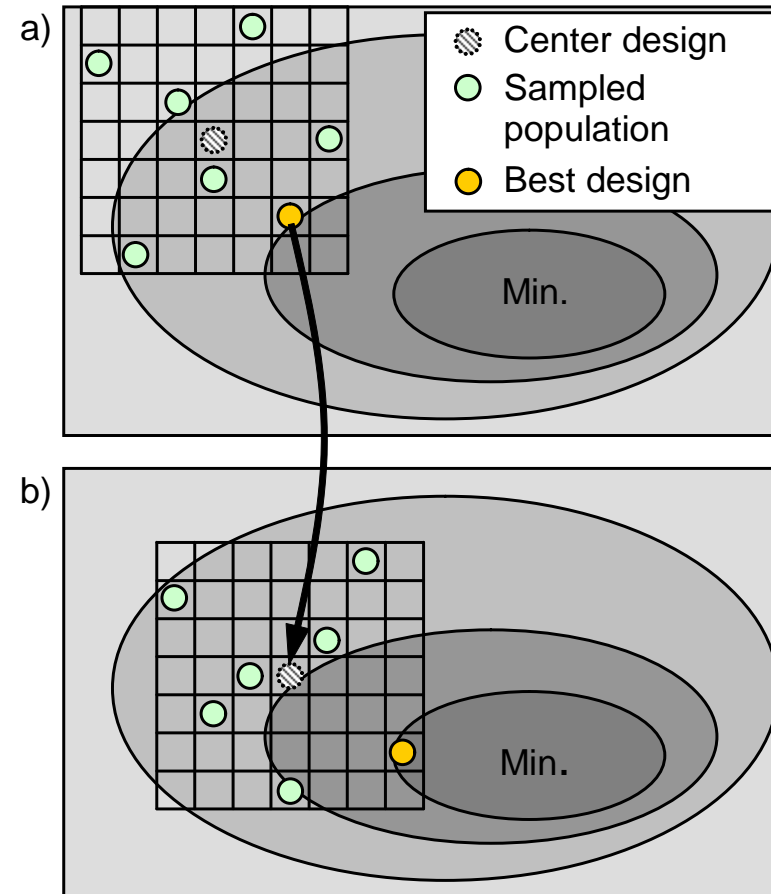 a)
Center design
Sampled
population
Best design
Min.
b)
Min.